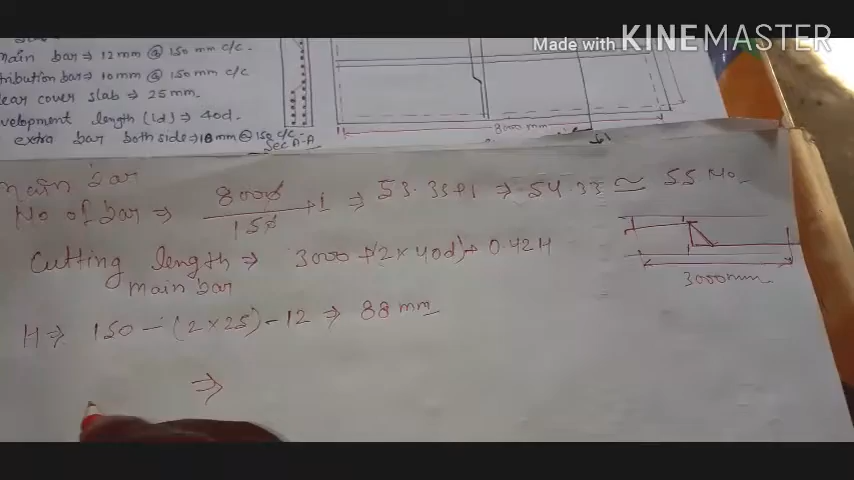 Made with KINEMASTER
main bar ⇒ 12 mm @ 150 mm c/c.
tribution bar ⇒ 10 mm @ 150 mm c/c
lear cover slab ⇒ 25 mm.
velopment length (Ld) ⇒ 40d.
extra bar both side ⇒ 10 mm @ 150 c/c.
Sec A-A
8000 mm
main bar
No of bar ⇒ 8000/150 + 1 ⇒ 53.33+1 ⇒ 54.33 ≃ 55 No.
Cutting length ⇒ 3000 + (2×40d) + 0.42H
main bar
3000mm
H ⇒ 150 - (2×25) - 12 ⇒ 88 mm
⇒